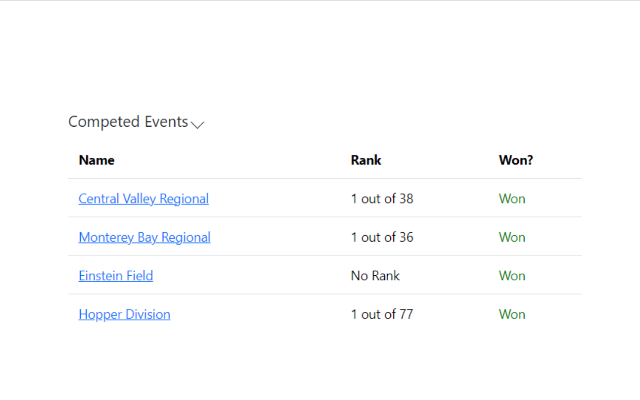 Competed Events
Name Rank Won?
Central Valley Regional 1 out of 38 Won
Monterey Bay Regional 1 out of 36 Won
Einstein Field No Rank Won
Hopper Division 1 out of 77 Won